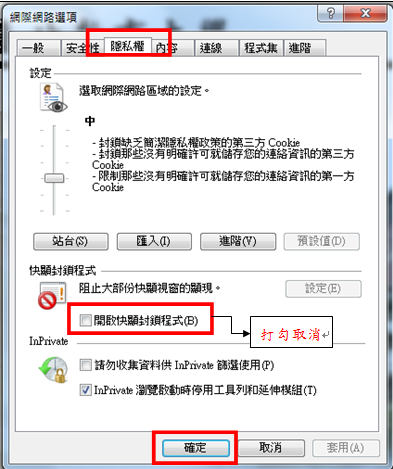 網際網路選項
一般 安全性 隱私權 內容 連線 程式集 進階
設定
選取網際網路區域的設定。
中
- 封鎖缺乏簡潔隱私權政策的第三方 Cookie
- 封鎖那些沒有明確許可就儲存您的連絡資訊的第三方
Cookie
- 限制那些沒有明確許可就儲存您的連絡資訊的第一方
Cookie
站台(S) 匯入(I) 進階(V) 預設值(D)
快顯封鎖程式
阻止大部份快顯視窗的顯現。 設定(E)
開啟快顯封鎖程式(B)
打勾取消
InPrivate
請勿收集資料供 InPrivate 篩選使用(P)
InPrivate 瀏覽啟動時停用工具列和延伸模組(T)
確定 取消 套用(A)